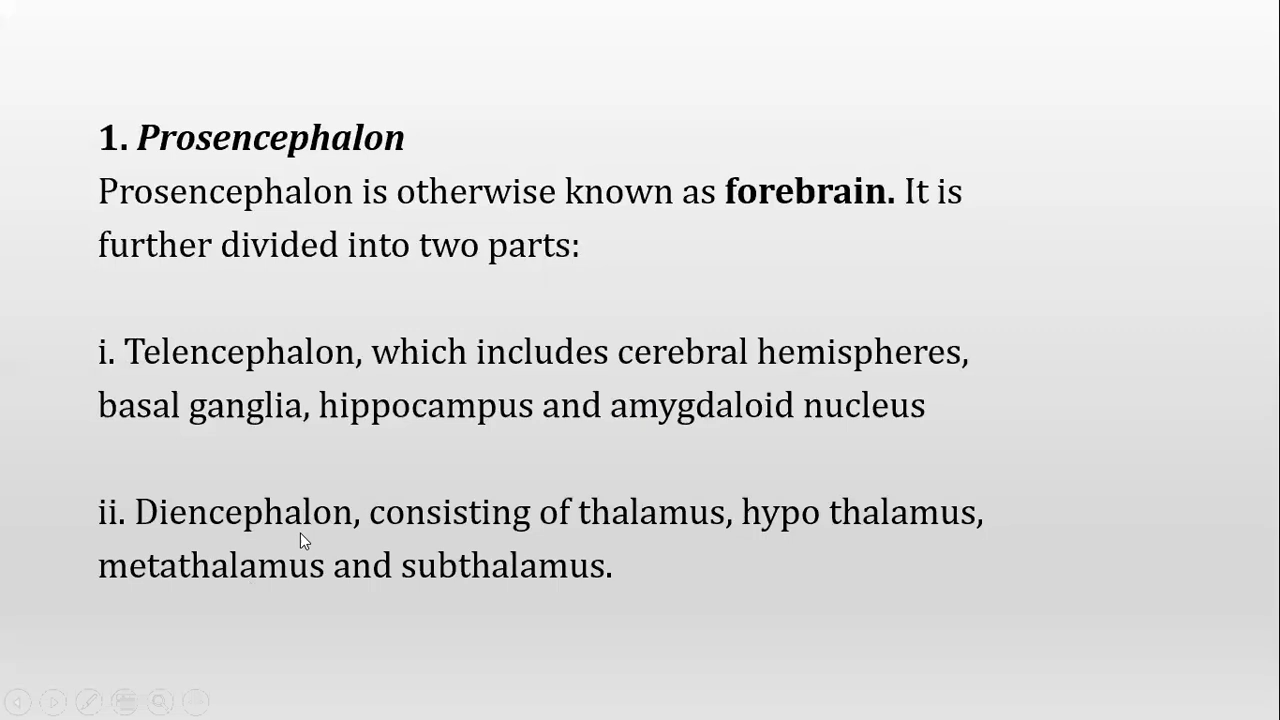 1. Prosencephalon
Prosencephalon is otherwise known as forebrain. It is
further divided into two parts:
i. Telencephalon, which includes cerebral hemispheres,
basal ganglia, hippocampus and amygdaloid nucleus
ii. Diencephalon, consisting of thalamus, hypo thalamus,
metathalamus and subthalamus.